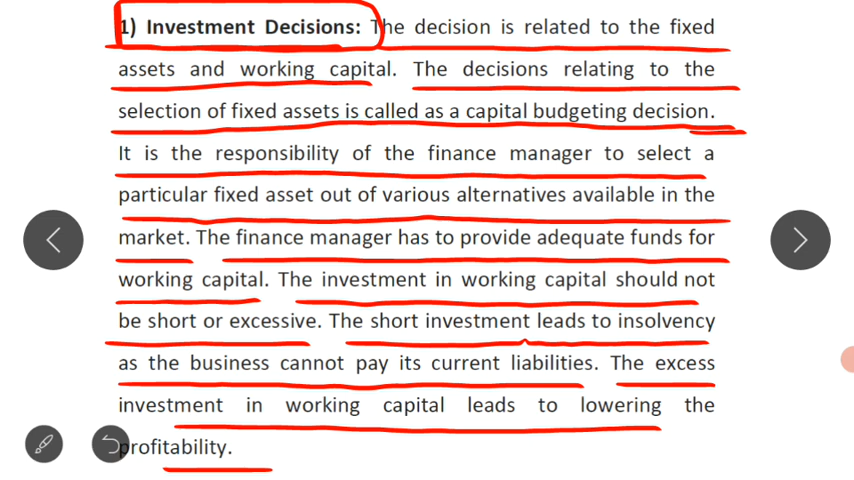 1) Investment Decisions: The decision is related to the fixed
assets and working capital. The decisions relating to the
selection of fixed assets is called as a capital budgeting decision.
It is the responsibility of the finance manager to select a
particular fixed asset out of various alternatives available in the
market. The finance manager has to provide adequate funds for
working capital. The investment in working capital should not
be short or excessive. The short investment leads to insolvency
as the business cannot pay its current liabilities. The excess
investment in working capital leads to lowering the
profitability.